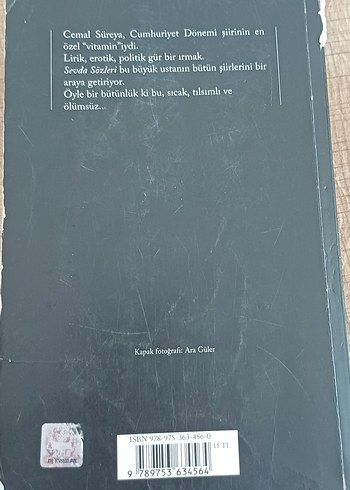 Cemal Süreya, Cumhuriyet Dönemi şiirinin en
özel "vitamin"iydi.
Lirik, erotik, politik gür bir ırmak.
Sevda Sözleri bu büyük ustanın bütün şiirlerini bir
araya getiriyor.
Öyle bir bütünlük ki bu, sıcak, tılsımlı ve
ölümsüz...
Kapak fotoğrafı: Ara Güler
ISBN 978-975-363-456-0
15 TL
9 789753 634564